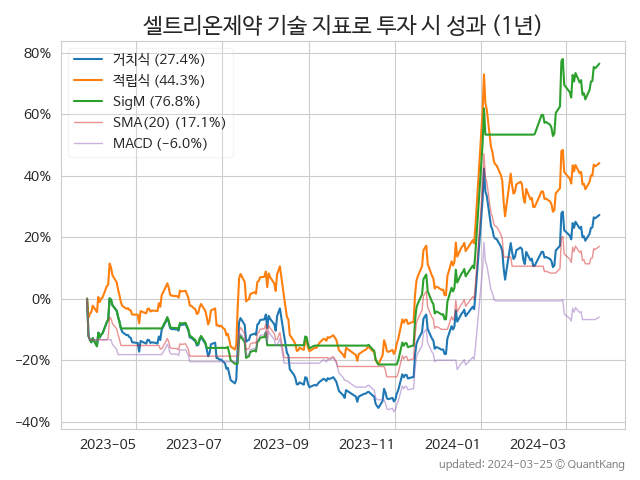 셀트리온제약 기술 지표로 투자 시 성과 (1년)
80%
60%
40%
20%
0%
−20%
−40%
거치식 (27.4%)
적립식 (44.3%)
SigM (76.8%)
SMA(20) (17.1%)
MACD (−6.0%)
2023-05
2023-07
2023-09
2023-11
2024-01
2024-03
updated: 2024-03-25 © QuantKang